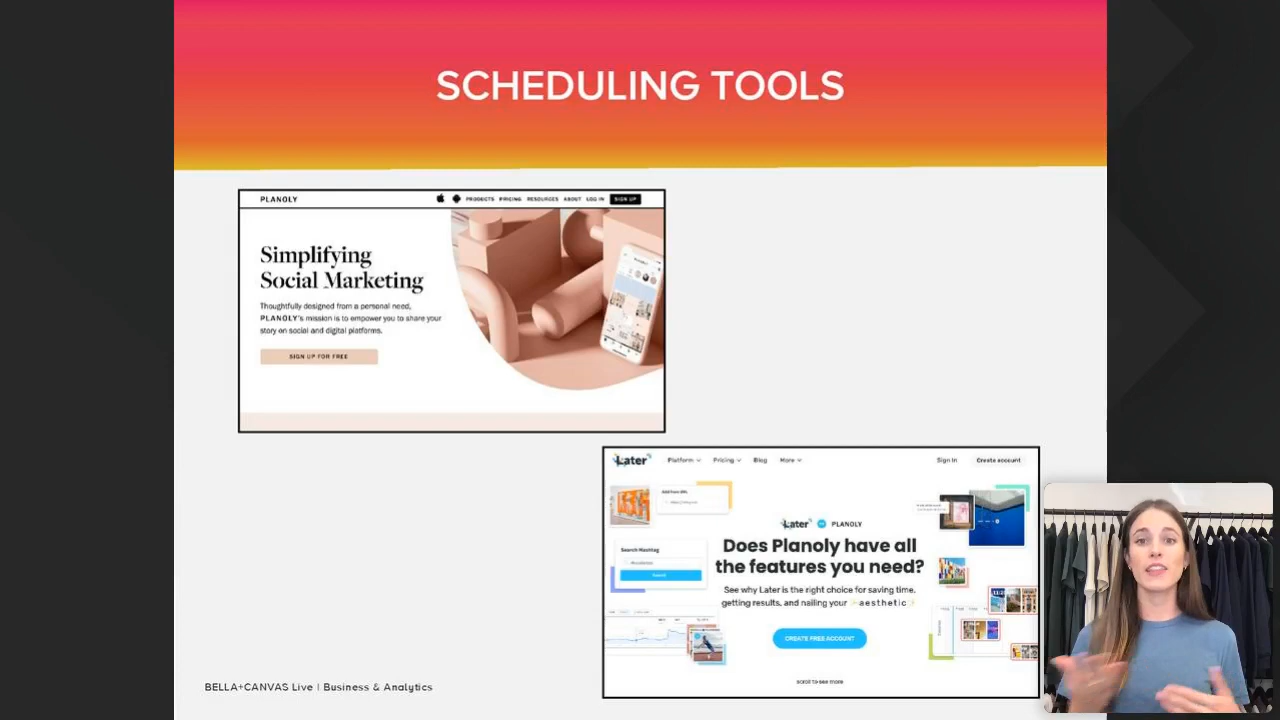 SCHEDULING TOOLS
PLANOLY
PRODUCTS PRICING RESOURCES ABOUT LOG IN SIGN UP
Simplifying
Social Marketing
Thoughtfully designed from a personal need,
PLANOLY's mission is to empower you to share your
story on social and digital platforms.
SIGN UP FOR FREE
Later Platform Pricing Blog More Sign In Create account
Later PLANOLY
Does Planoly have all
the features you need?
See why Later is the right choice for saving time,
getting results, and nailing your ✨aesthetic✨
CREATE FREE ACCOUNT
scroll to see more
Search Hashtag
BELLA+CANVAS Live | Business & Analytics